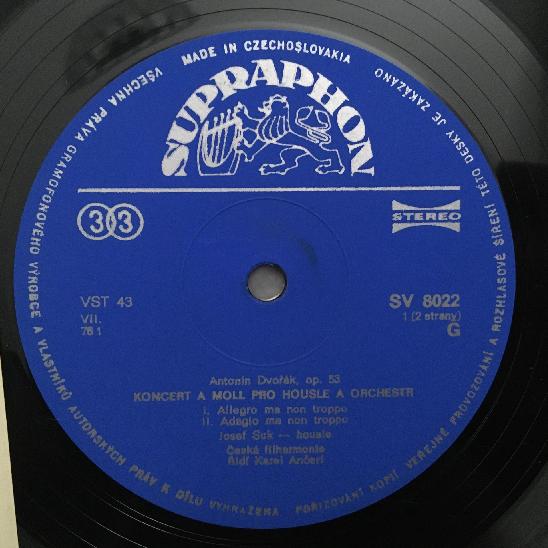 MADE IN CZECHOSLOVAKIA
SUPRAPHON
33
STEREO
VST 43
VII.
76 1
SV 8022
1 (2 strany)
G
Antonín Dvořák, op. 53
KONCERT A MOLL PRO HOUSLE A ORCHESTR
I. Allegro ma non troppo
II. Adagio ma non troppo
Josef Suk — housle
Česká filharmonie
Řídí Karel Ančerl
VŠECHNA PRÁVA GRAMOFONOVÉHO VÝROBCE A VLASTNÍKŮ AUTORSKÝCH PRÁV K DÍLU VYHRAŽENA. POŘIZOVÁNÍ KOPIÍ VEŘEJNÉ PROVOZOVÁNÍ A ROZHLASOVÉ ŠÍŘENÍ TÉTO DESKY JE ZAKÁZÁNO